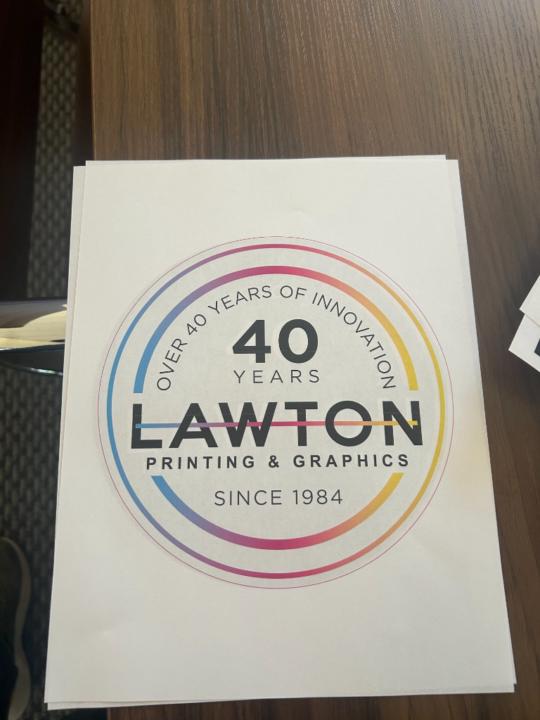 OVER 40 YEARS OF INNOVATION
40
YEARS
LAWTON
PRINTING & GRAPHICS
SINCE 1984